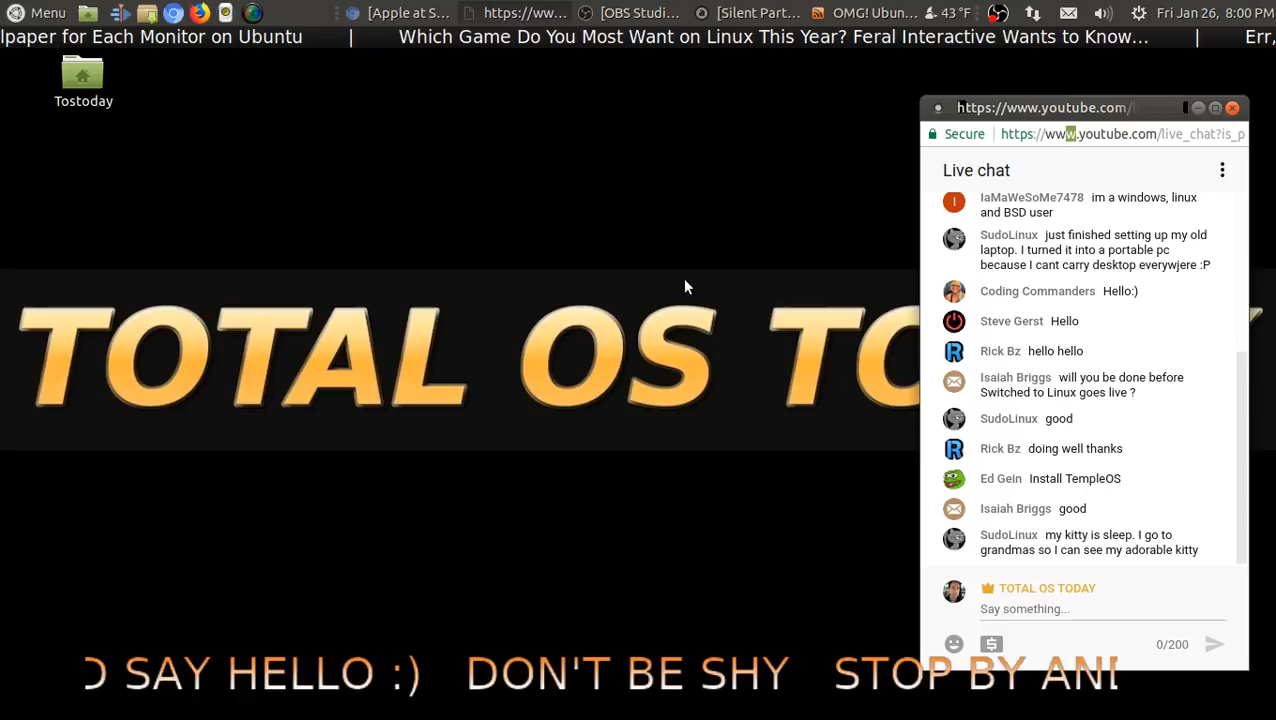 Menu [Apple at S... https://ww... [OBS Studi... [Silent Part... OMG! Ubun... 43 °F Fri Jan 26, 8:00 PM
lpaper for Each Monitor on Ubuntu | Which Game Do You Most Want on Linux This Year? Feral Interactive Wants to Know... | Err,
Tostoday
TOTAL OS TO
https://www.youtube.com/l
Secure https://www.youtube.com/live_chat?is_p
Live chat
IaMaWeSoMe7478 im a windows, linux
and BSD user
SudoLinux just finished setting up my old
laptop. I turned it into a portable pc
because I cant carry desktop everywjere :P
Coding Commanders Hello:)
Steve Gerst Hello
Rick Bz hello hello
Isaiah Briggs will you be done before
Switched to Linux goes live ?
SudoLinux good
Rick Bz doing well thanks
Ed Gein Install TempleOS
Isaiah Briggs good
SudoLinux my kitty is sleep. I go to
grandmas so I can see my adorable kitty
TOTAL OS TODAY
Say something...
0/200
SAY HELLO :) DON'T BE SHY STOP BY AND